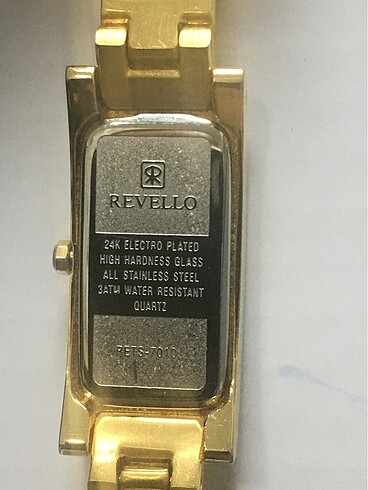 REVELLO
24K ELECTRO PLATED
HIGH HARDNESS GLASS
ALL STAINLESS STEEL
3ATM WATER RESISTANT
QUARTZ